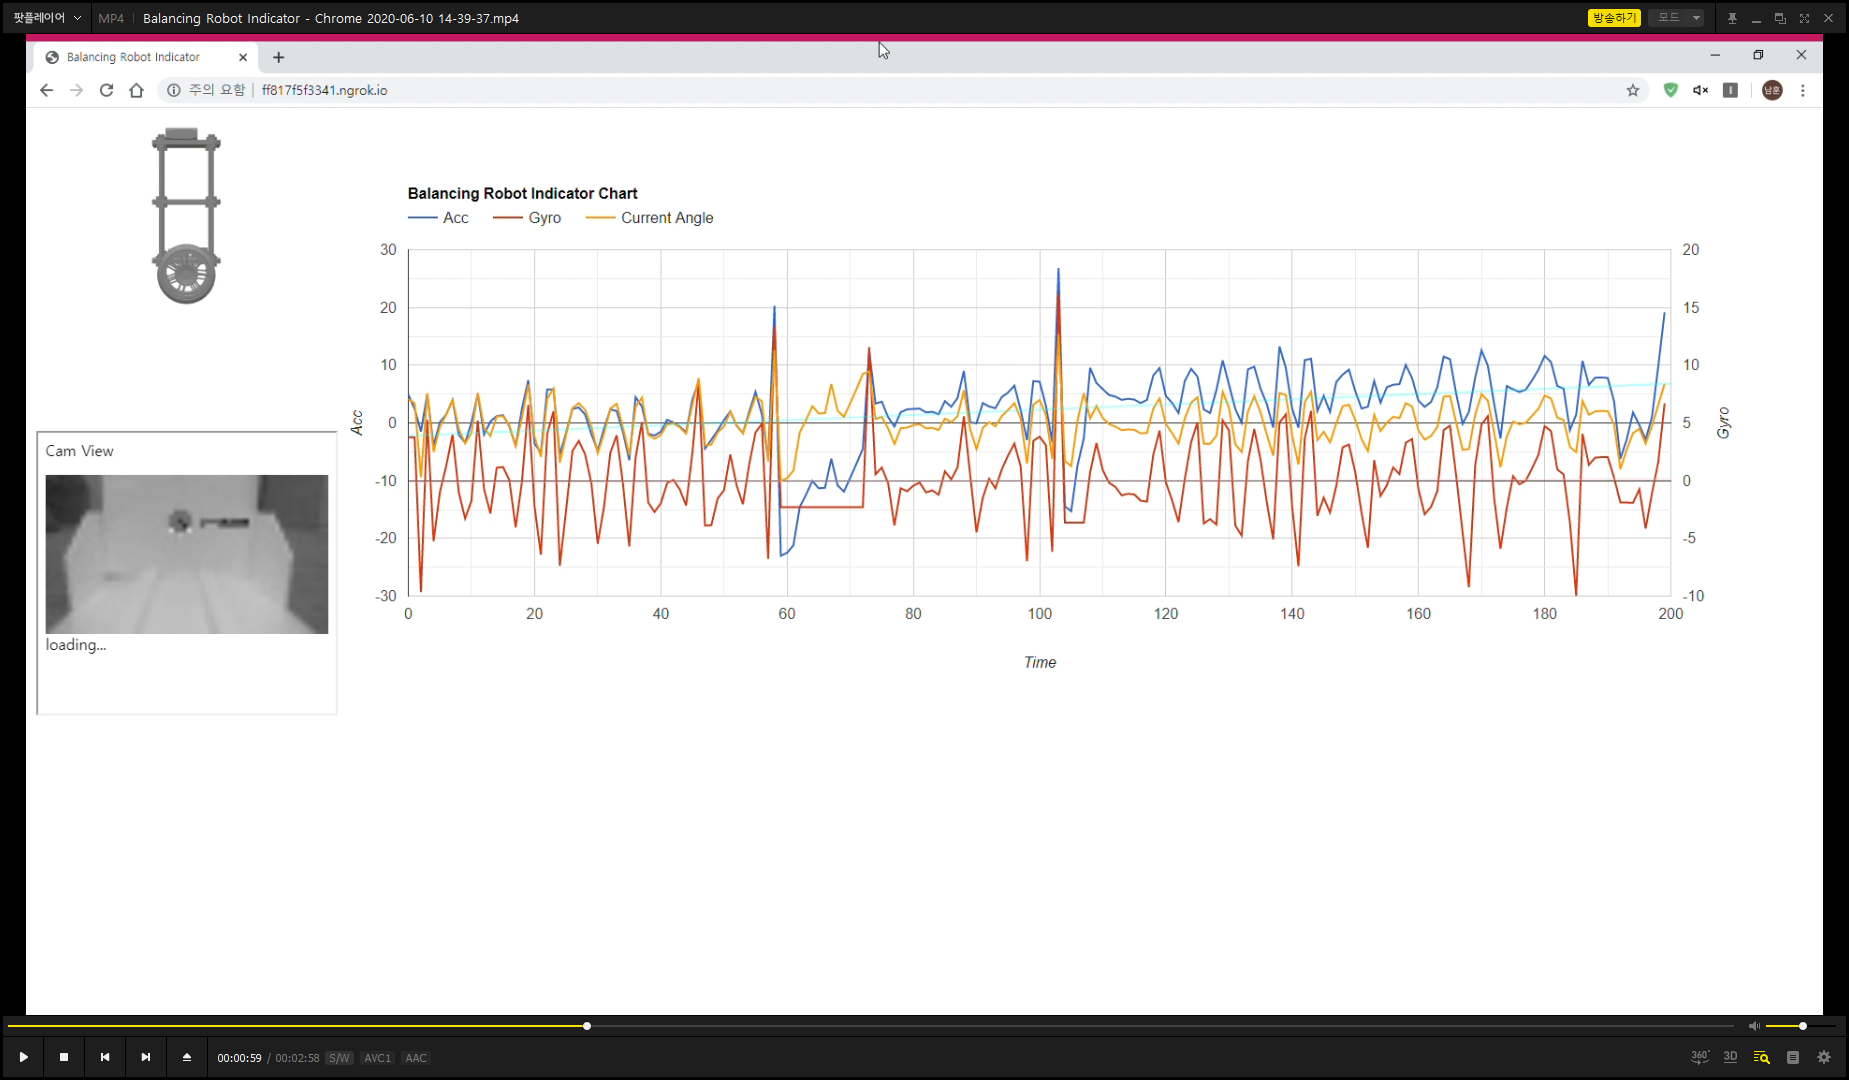 팟플레이어 MP4 Balancing Robot Indicator - Chrome 2020-06-10 14-39-37.mp4 방송하기 모드
Balancing Robot Indicator
주의 요함 ff817f5f3341.ngrok.io 남훈
Balancing Robot Indicator Chart
Acc Gyro Current Angle
30 20
20 15
10 10
0 5
-10 0
-20 -5
-30 -10
Acc
Gyro
0 20 40 60 80 100 120 140 160 180 200
Time
Cam View
loading...
00:00:59 / 00:02:58 S/W AVC1 AAC 360° 3D